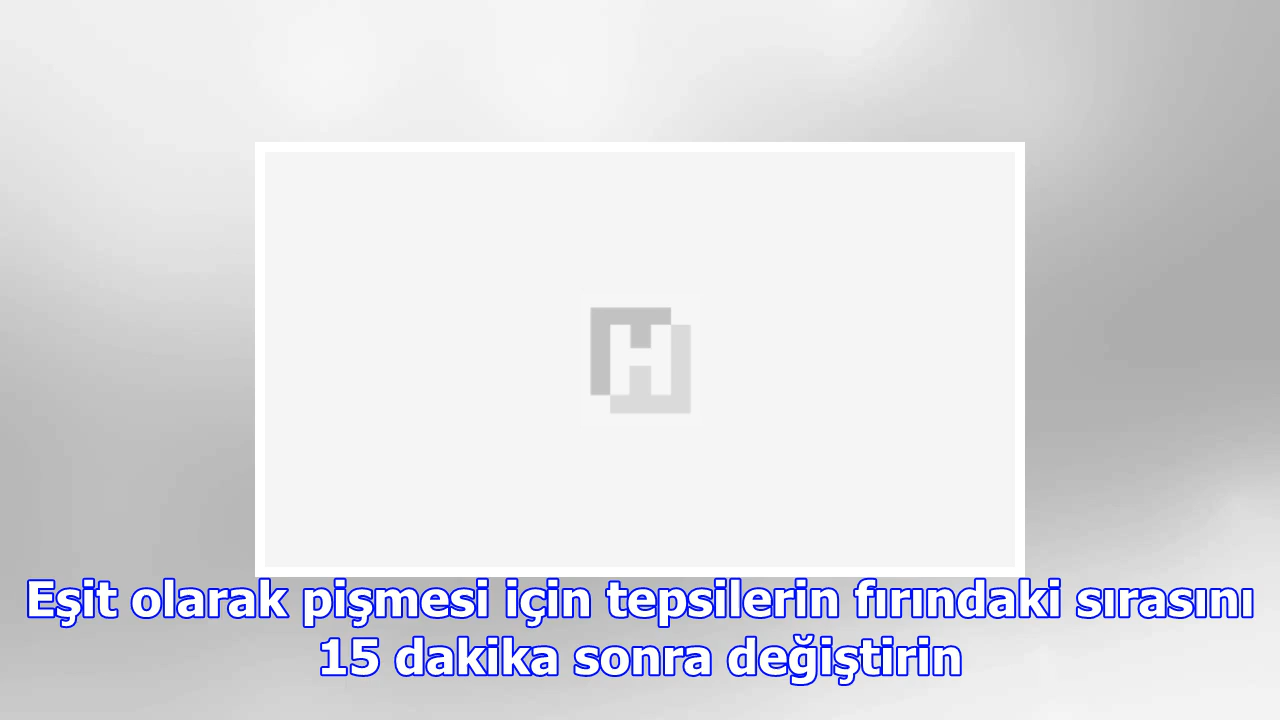 H
Eşit olarak pişmesi için tepsilerin fırındaki sırasını
15 dakika sonra değiştirin